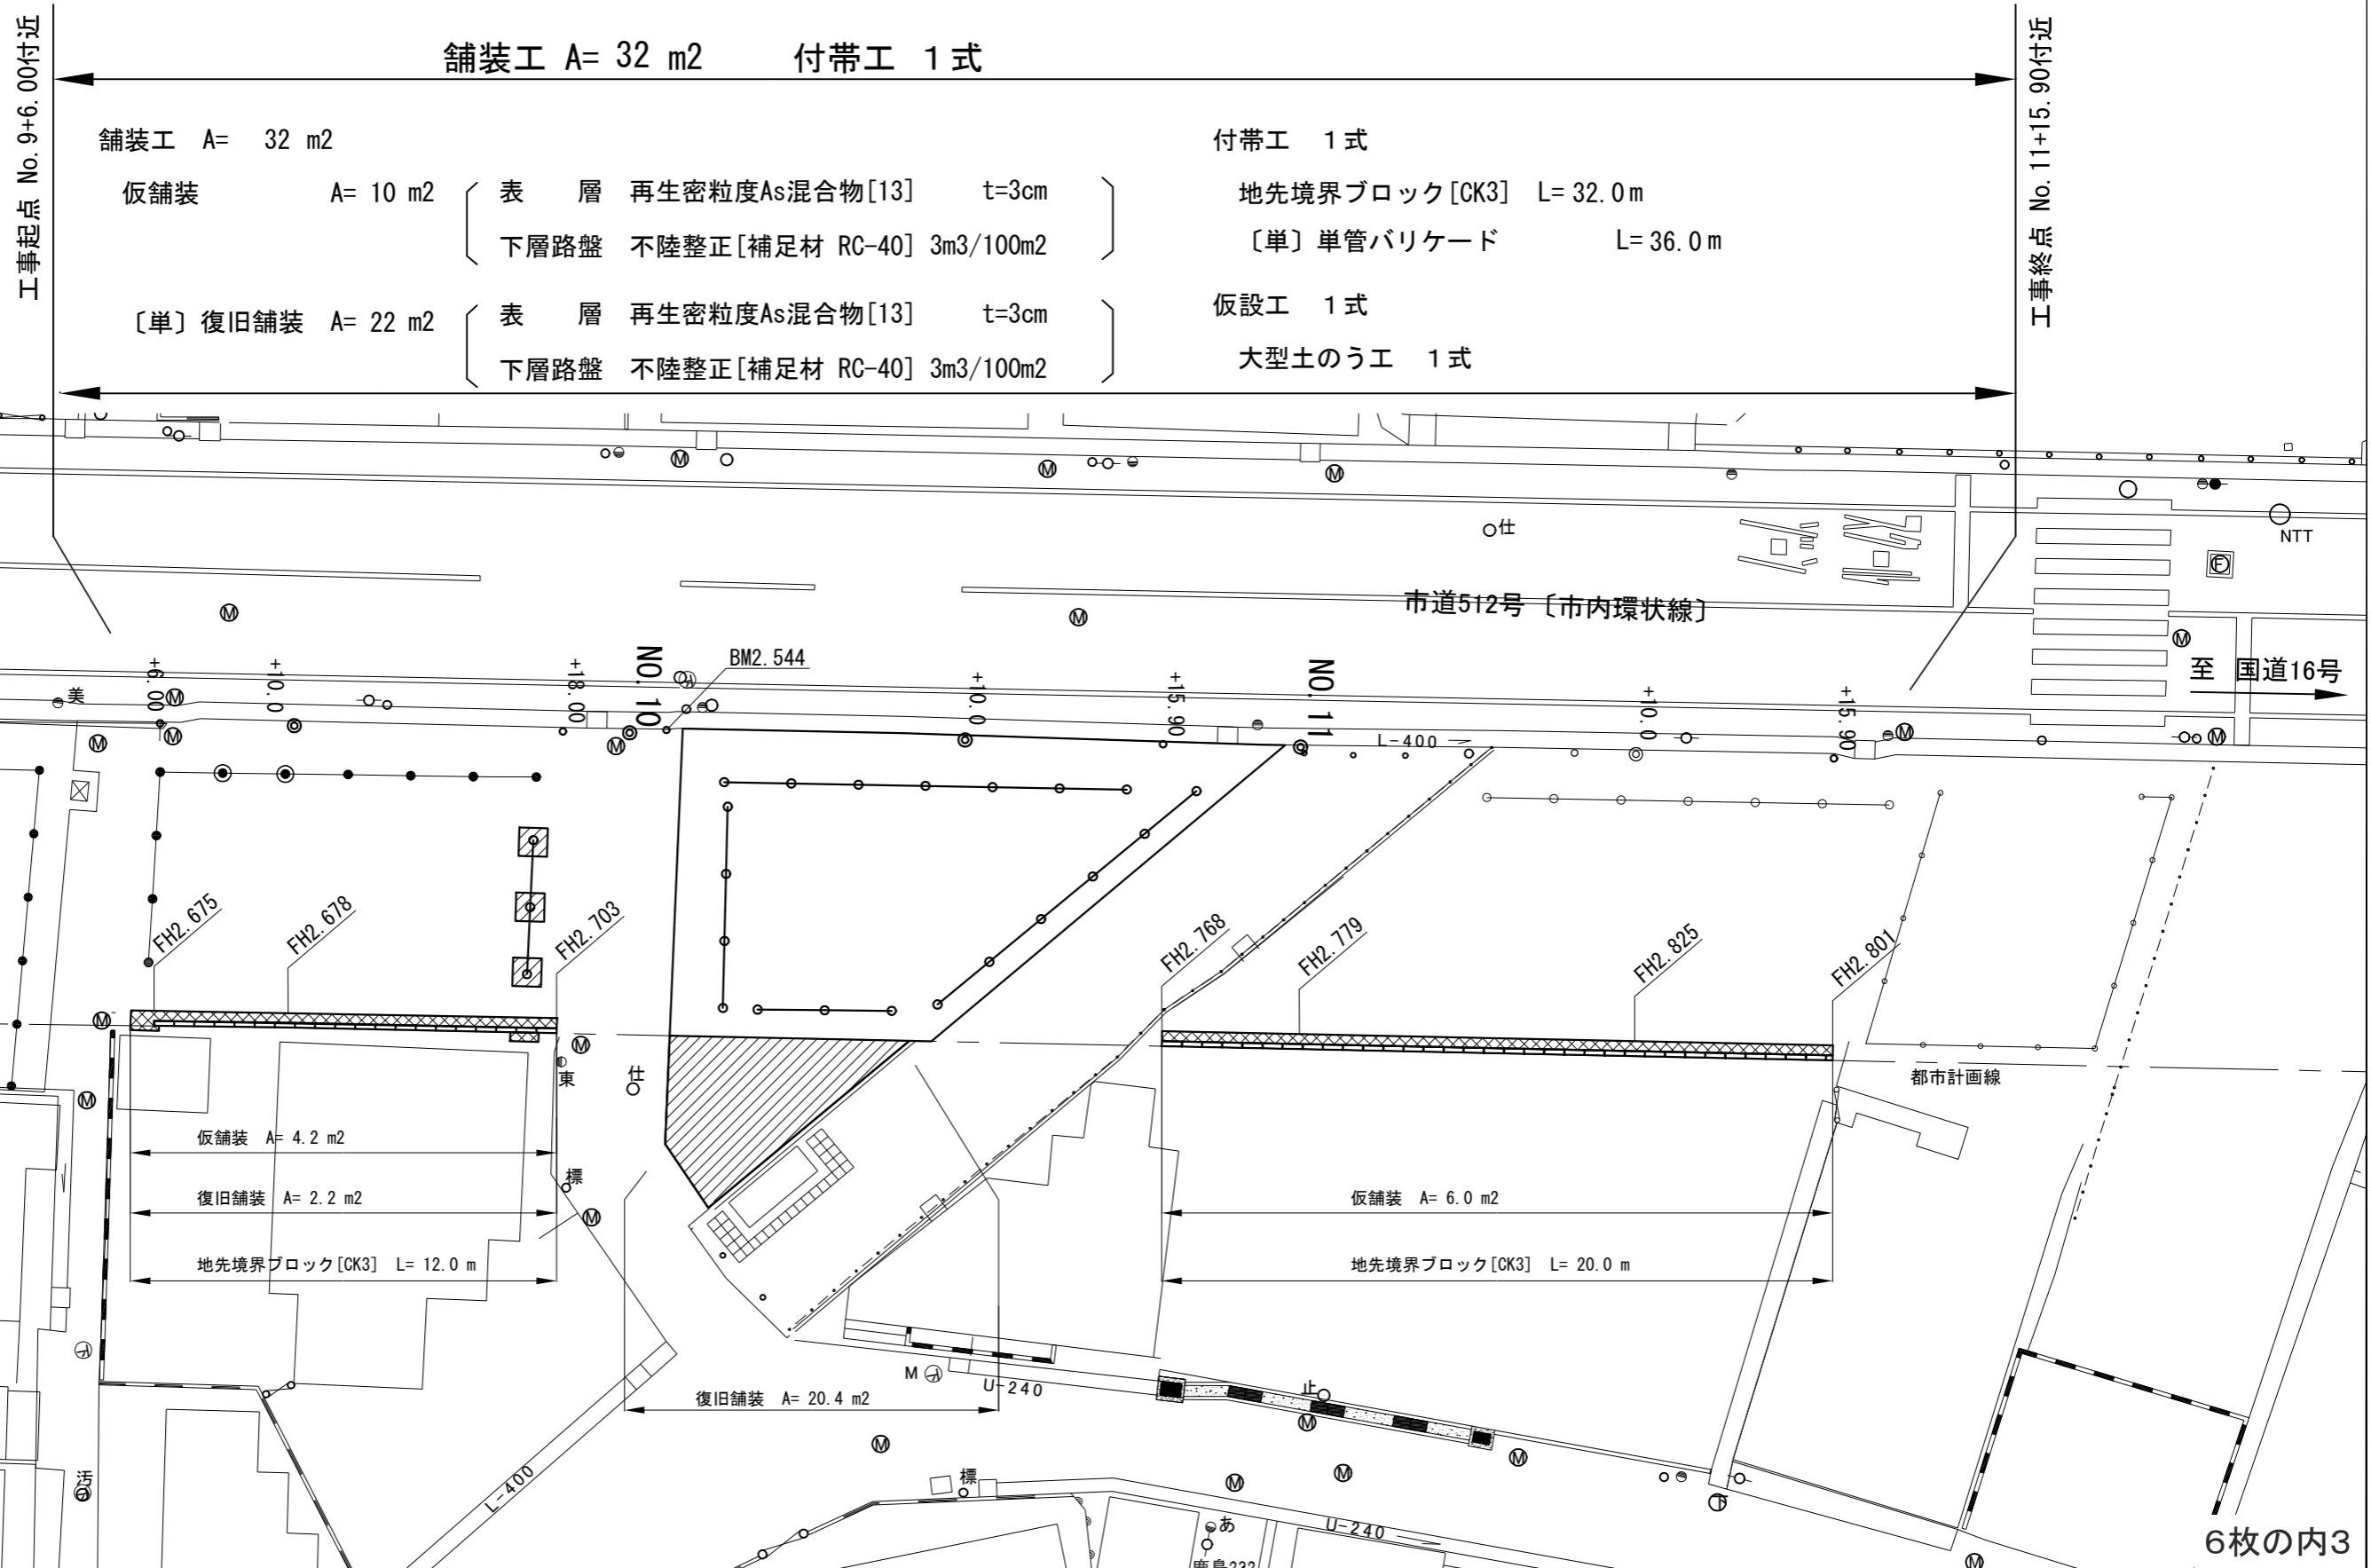 工事起点 No.9+6.00付近
舗装工 A= 32 m2 付帯工 1式
工事終点 No.11+15.90付近
舗装工 A= 32 m2
仮舗装 A= 10 m2
表 層 再生密粒度As混合物[13] t=3cm
下層路盤 不陸整正[補足材 RC-40] 3m3/100m2
〔単〕復旧舗装 A= 22 m2
表 層 再生密粒度As混合物[13] t=3cm
下層路盤 不陸整正[補足材 RC-40] 3m3/100m2
付帯工 1式
地先境界ブロック[CK3] L= 32.0m
〔単〕単管バリケード L= 36.0m
仮設工 1式
大型土のう工 1式
仕
NTT
市道512号〔市内環状線〕
至 国道16号
美
+6.00
+10.0
+18.00
NO.10
BM2.544
+10.0
+15.90
NO.11
L-400
+10.0
+15.90
FH2.675
FH2.678
FH2.703
FH2.768
FH2.779
FH2.825
FH2.801
都市計画線
東
仕
標
仮舗装 A= 4.2 m2
復旧舗装 A= 2.2 m2
地先境界ブロック[CK3] L= 12.0 m
仮舗装 A= 6.0 m2
地先境界ブロック[CK3] L= 20.0 m
M
U-240
止
復旧舗装 A= 20.4 m2
L-400
汚
標
下
あ
U-240
6枚の内3